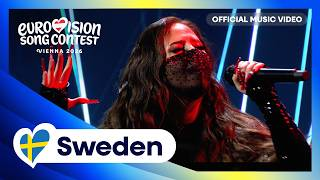 EUROVISION
SONG CONTEST
VIENNA 2026
OFFICIAL MUSIC VIDEO
Sweden